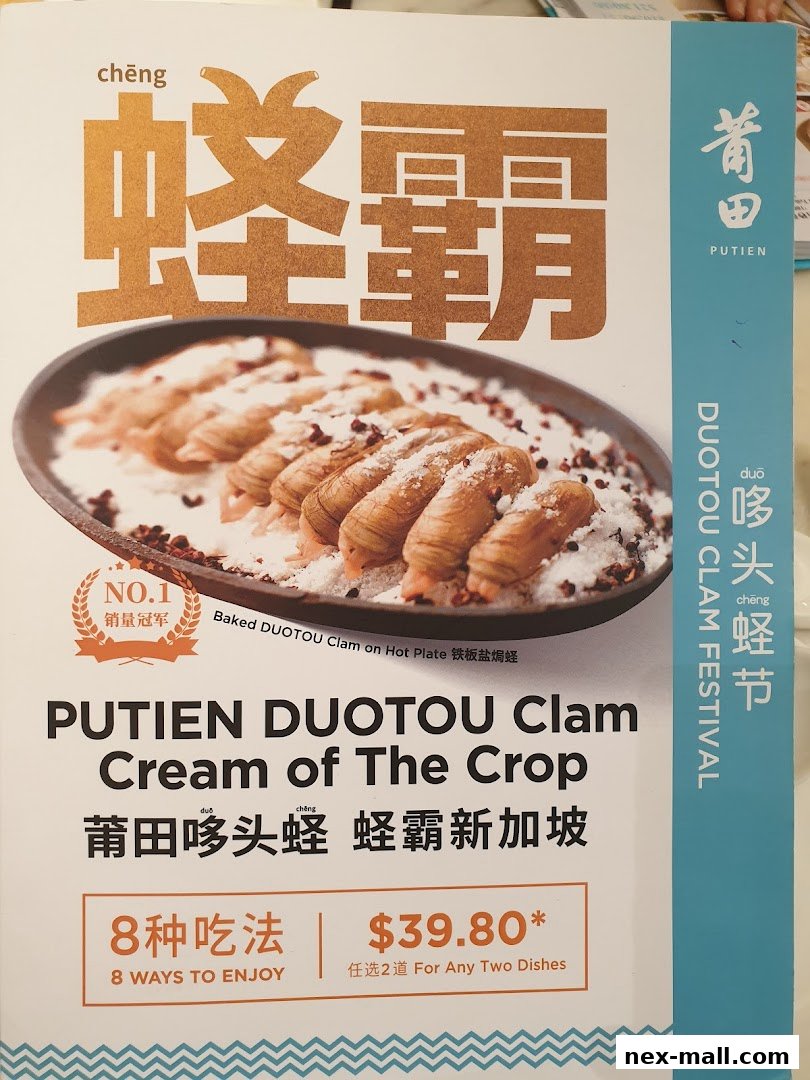 chēng
蛏霸
莆田
PUTIEN
duō
chēng
哆头蛏节
DUOTOU CLAM FESTIVAL
NO.1
销量冠军
Baked DUOTOU Clam on Hot Plate 铁板盐焗蛏
PUTIEN DUOTOU Clam
Cream of The Crop
duō chēng
莆田哆头蛏 蛏霸新加坡
8种吃法
8 WAYS TO ENJOY
$39.80*
任选2道 For Any Two Dishes
nex-mall.com